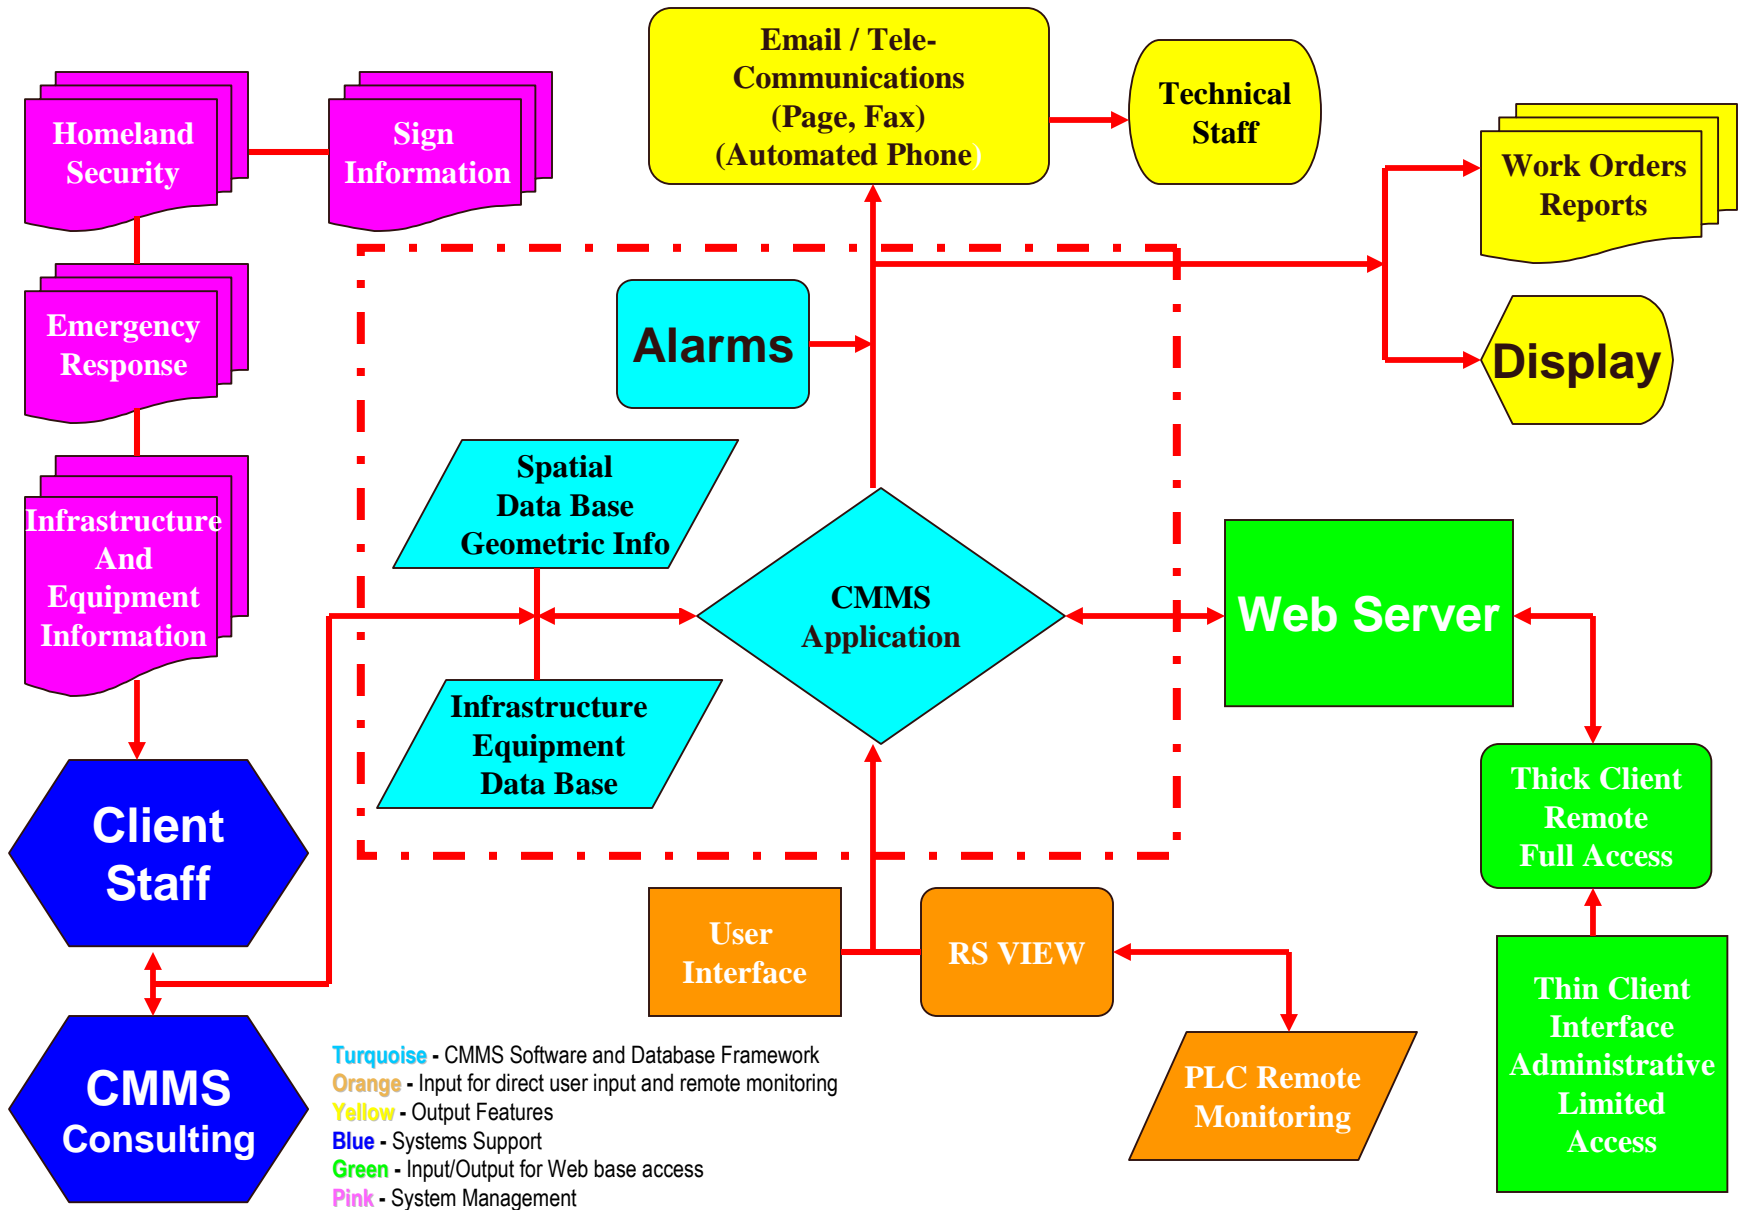 Email / Tele-
Communications
(Page, Fax)
(Automated Phone)
Technical
Staff
Homeland
Security
Sign
Information
Work Orders
Reports
Emergency
Response
Alarms
Display
Spatial
Data Base
Geometric Info
Infrastructure
And
Equipment
Information
CMMS
Application
Web Server
Infrastructure
Equipment
Data Base
Client
Staff
Thick Client
Remote
Full Access
User
Interface
RS VIEW
Thin Client
Interface
Administrative
Limited
Access
PLC Remote
Monitoring
CMMS
Consulting
Turquoise - CMMS Software and Database Framework
Orange - Input for direct user input and remote monitoring
Yellow - Output Features
Blue - Systems Support
Green - Input/Output for Web base access
Pink - System Management